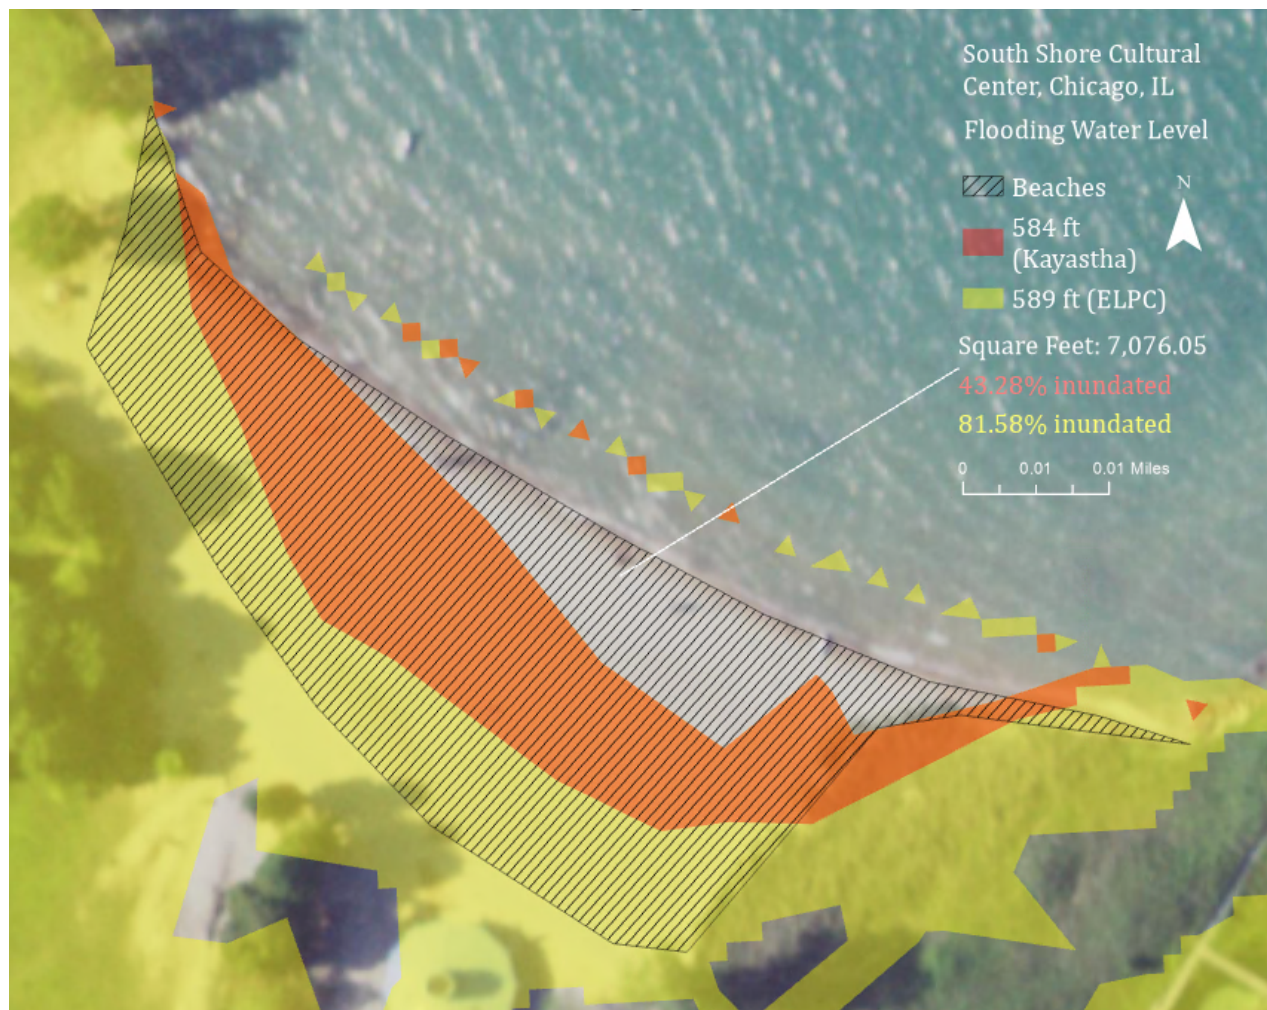 South Shore Cultural
Center, Chicago, IL
Flooding Water Level
N
Beaches
584 ft
(Kayastha)
589 ft (ELPC)
Square Feet: 7,076.05
43.28% inundated
81.58% inundated
0 0.01 0.01 Miles